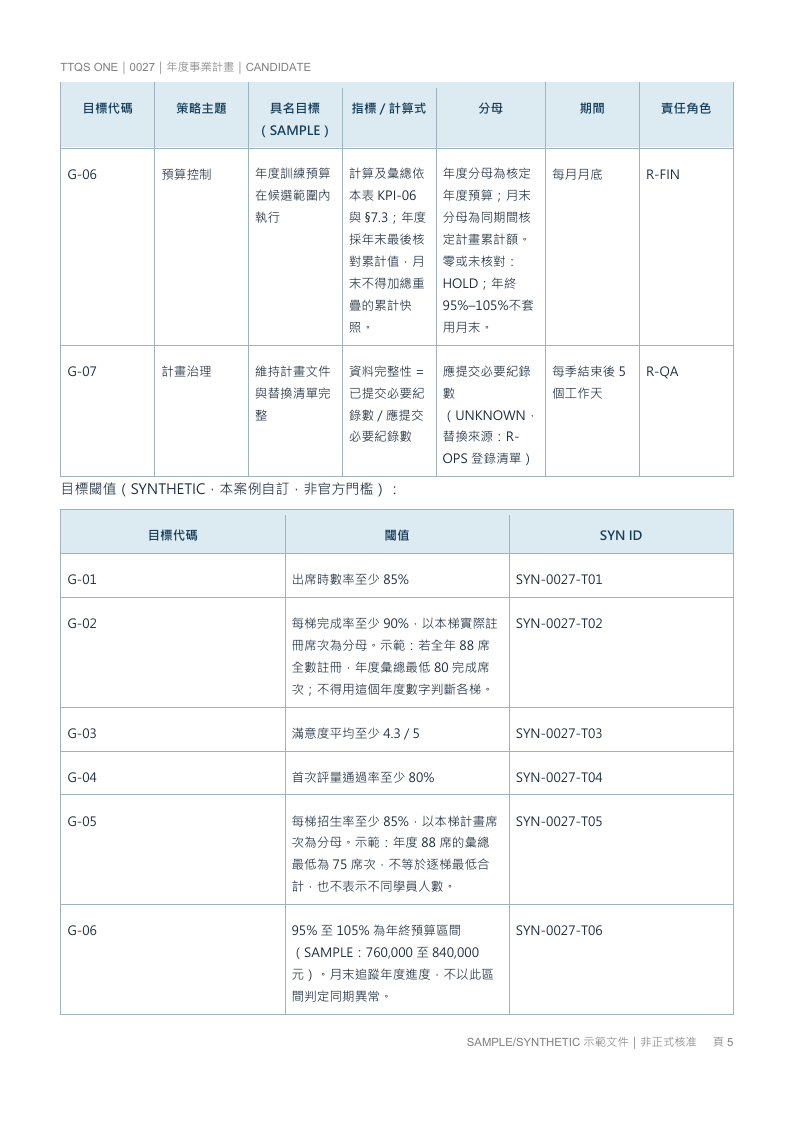 TTQS ONE｜0027｜年度事業計畫｜CANDIDATE
目標代碼
策略主題
具名目標
（SAMPLE）
指標 / 計算式
分母
期間
責任角色
G-06
預算控制
年度訓練預算
在候選範圍內
執行
計算及彙總依
本表 KPI-06
與 §7.3；年度
採年末最後核
對累計值，月
末不得加總重
疊的累計快
照。
年度分母為核定
年度預算；月末
分母為同期間核
定計畫累計額。
零或未核對：
HOLD；年終
95%–105%不套
用月末。
每月月底
R-FIN
G-07
計畫治理
維持計畫文件
與替換清單完
整
資料完整性 =
已提交必要紀
錄數 / 應提交
必要紀錄數
應提交必要紀錄
數
（UNKNOWN，
替換來源：R-
OPS 登錄清單）
每季結束後 5
個工作天
R-QA
目標閾值（SYNTHETIC，本案例自訂，非官方門檻）：
目標代碼
閾值
SYN ID
G-01
出席時數率至少 85%
SYN-0027-T01
G-02
每梯完成率至少 90%，以本梯實際註
冊席次為分母。示範：若全年 88 席
全數註冊，年度彙總最低 80 完成席
次；不得用這個年度數字判斷各梯。
SYN-0027-T02
G-03
滿意度平均至少 4.3 / 5
SYN-0027-T03
G-04
首次評量通過率至少 80%
SYN-0027-T04
G-05
每梯招生率至少 85%，以本梯計畫席
次為分母。示範：年度 88 席的彙總
最低為 75 席次，不等於逐梯最低合
計，也不表示不同學員人數。
SYN-0027-T05
G-06
95% 至 105% 為年終預算區間
（SAMPLE：760,000 至 840,000
元）。月末追蹤年度進度，不以此區
間判定同期異常。
SYN-0027-T06
SAMPLE/SYNTHETIC 示範文件｜非正式核准 頁 5